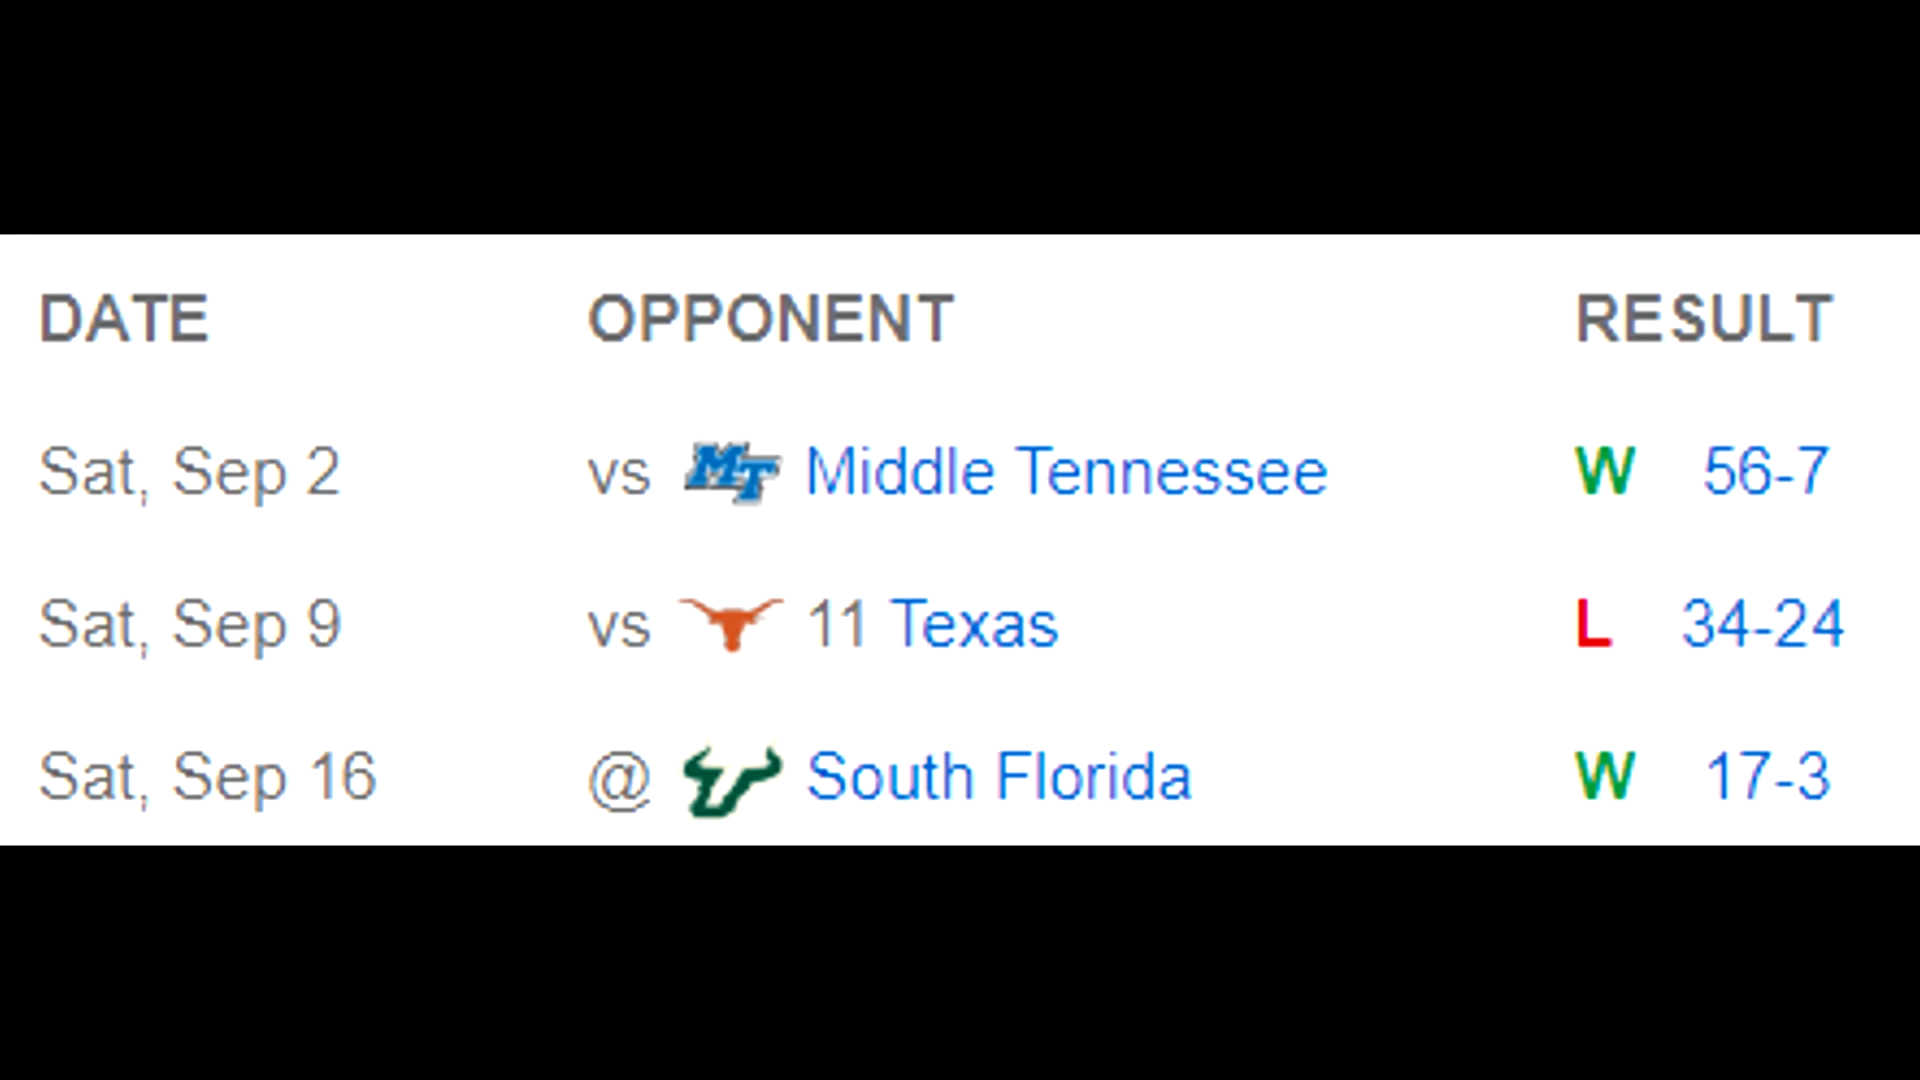 DATE OPPONENT RESULT
Sat, Sep 2 vs MT Middle Tennessee W 56-7
Sat, Sep 9 vs 11 Texas L 34-24
Sat, Sep 16 @ South Florida W 17-3